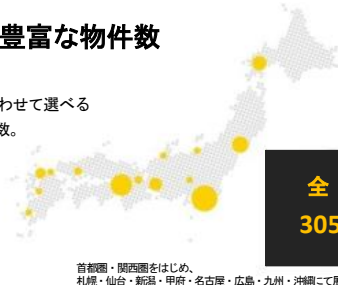 豊富な物件数
わせて選べる
数。
全
305
首都圏・関西圏をはじめ、
札幌・仙台・新潟・甲府・名古屋・広島・九州・沖縄にて展